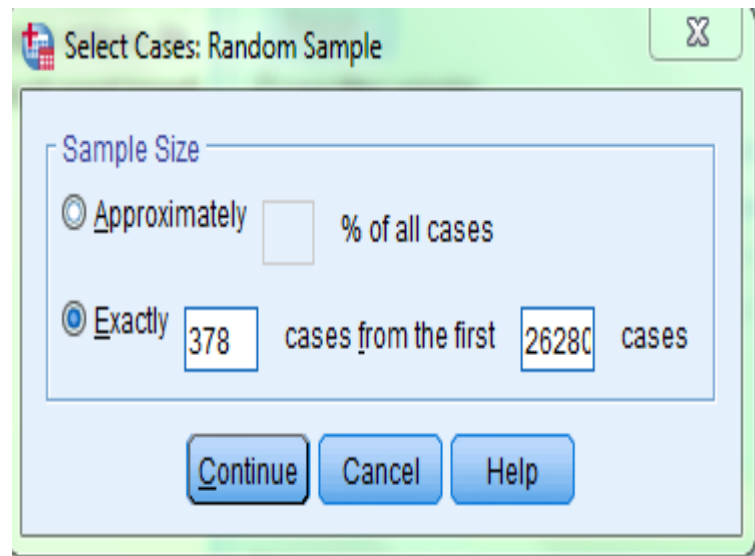 Select Cases: Random Sample
Sample Size
Approximately % of all cases
Exactly 378 cases from the first 26280 cases
Continue Cancel Help